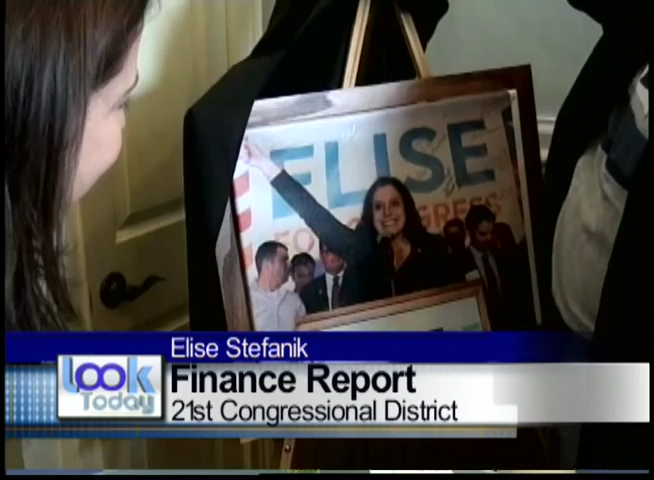 ELISE
FOR CONGRESS
Elise Stefanik
Look
Today
Finance Report
21st Congressional District